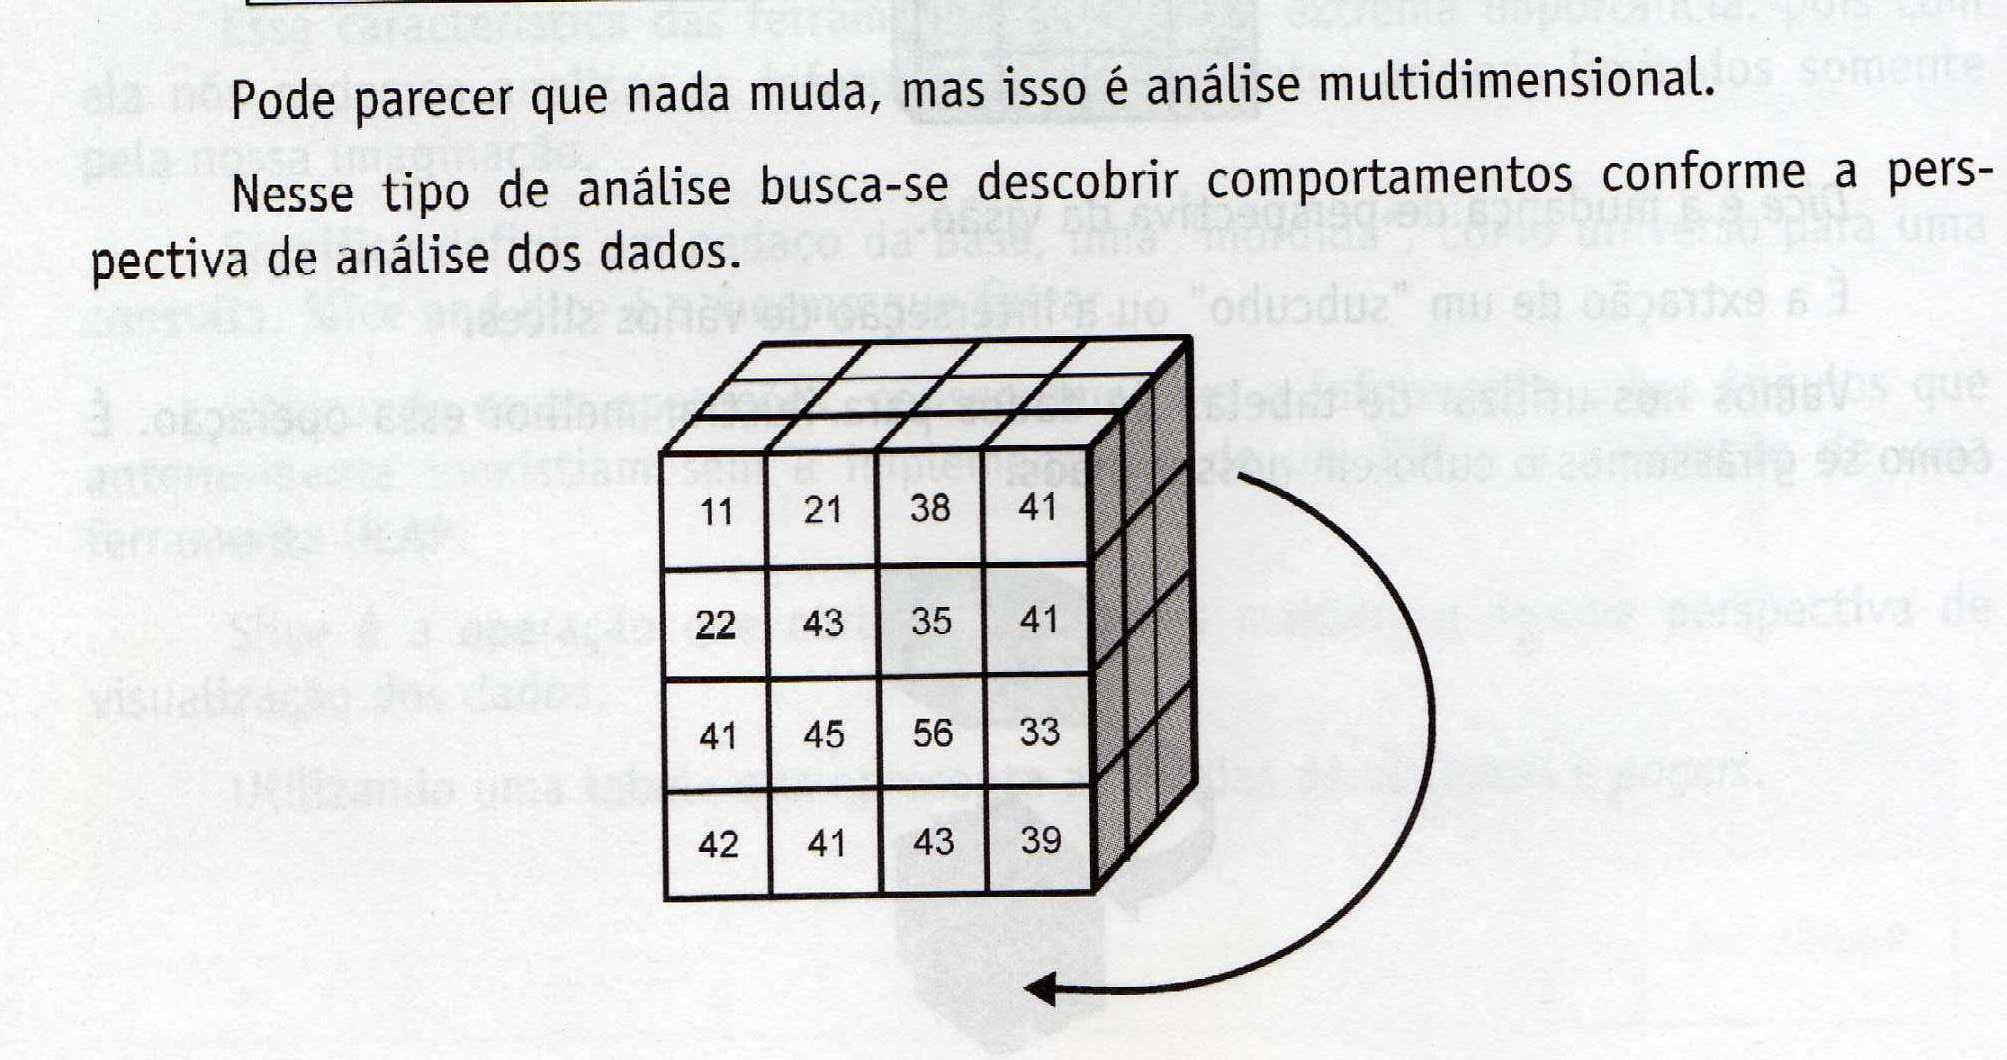 Pode parecer que nada muda, mas isso é análise multidimensional.
Nesse tipo de análise busca-se descobrir comportamentos conforme a pers-
pectiva de análise dos dados.
11 21 38 41
22 43 35 41
41 45 56 33
42 41 43 39